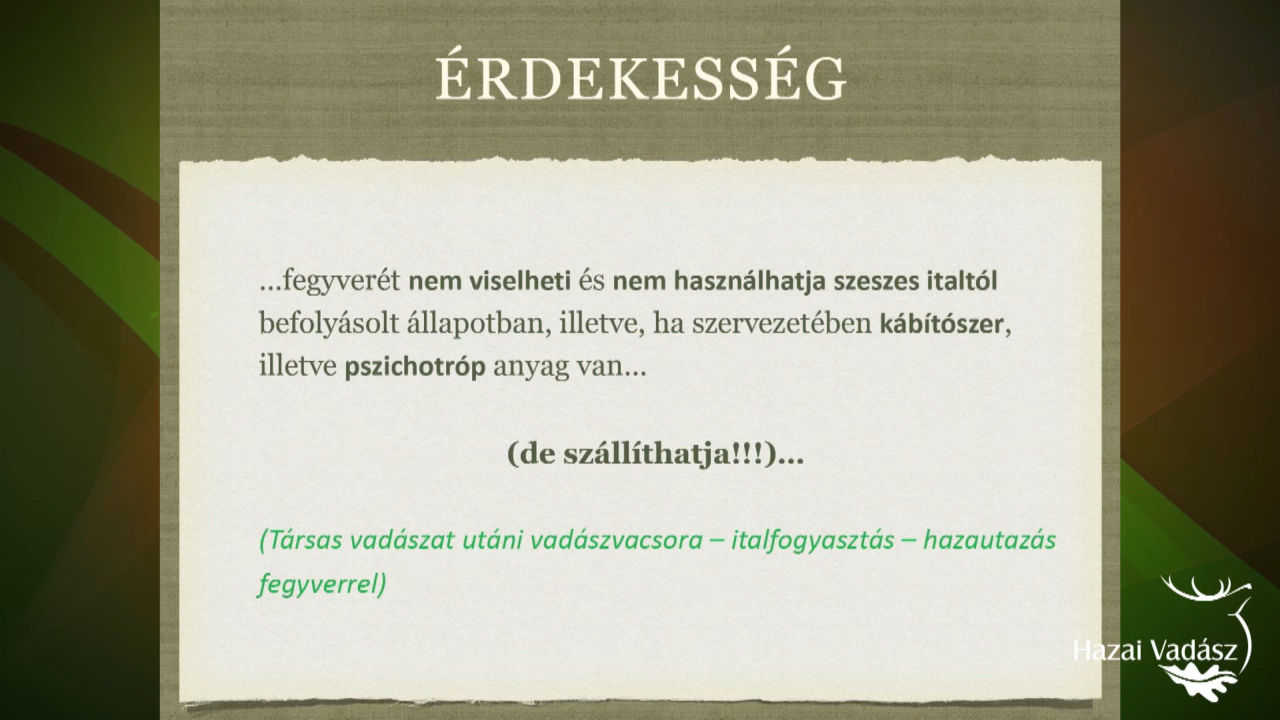 ÉRDEKESSÉG
...fegyverét nem viselheti és nem használhatja szeszes italtól
befolyásolt állapotban, illetve, ha szervezetében kábítószer,
illetve pszichotróp anyag van...
(de szállíthatja!!!)...
(Társas vadászat utáni vadászvacsora – italfogyasztás – hazautazás
fegyverrel)
Hazai Vadász